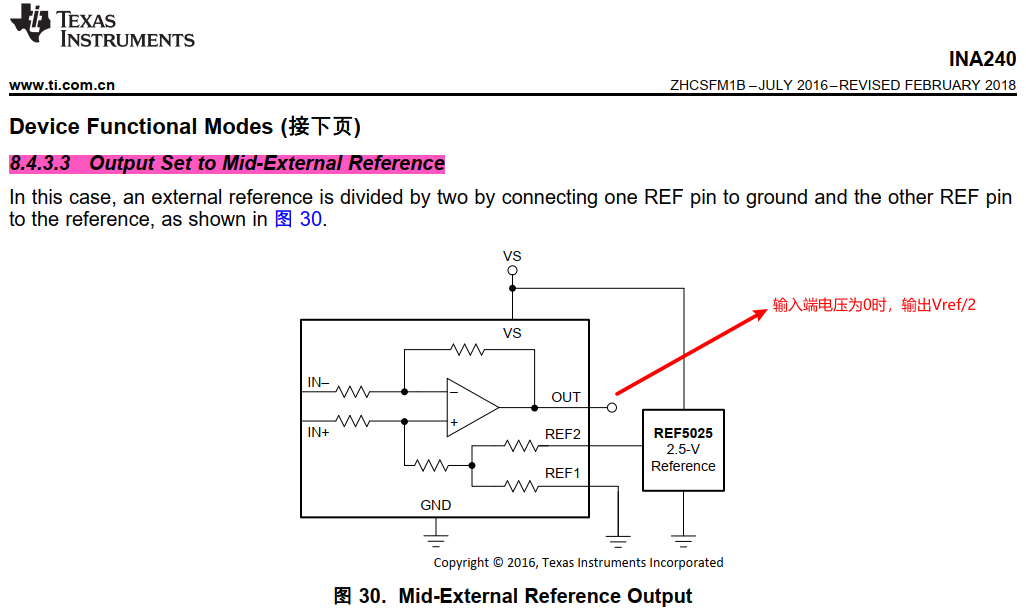 TEXAS
INSTRUMENTS
INA240
www.ti.com.cn
ZHCSFM1B –JULY 2016–REVISED FEBRUARY 2018
Device Functional Modes (接下页)
8.4.3.3 Output Set to Mid-External Reference
In this case, an external reference is divided by two by connecting one REF pin to ground and the other REF pin
to the reference, as shown in 图 30.
VS
输入端电压为0时，输出Vref/2
VS
IN–
–
OUT
+
IN+
REF2
REF5025
2.5-V
Reference
REF1
GND
Copyright © 2016, Texas Instruments Incorporated
图 30. Mid-External Reference Output